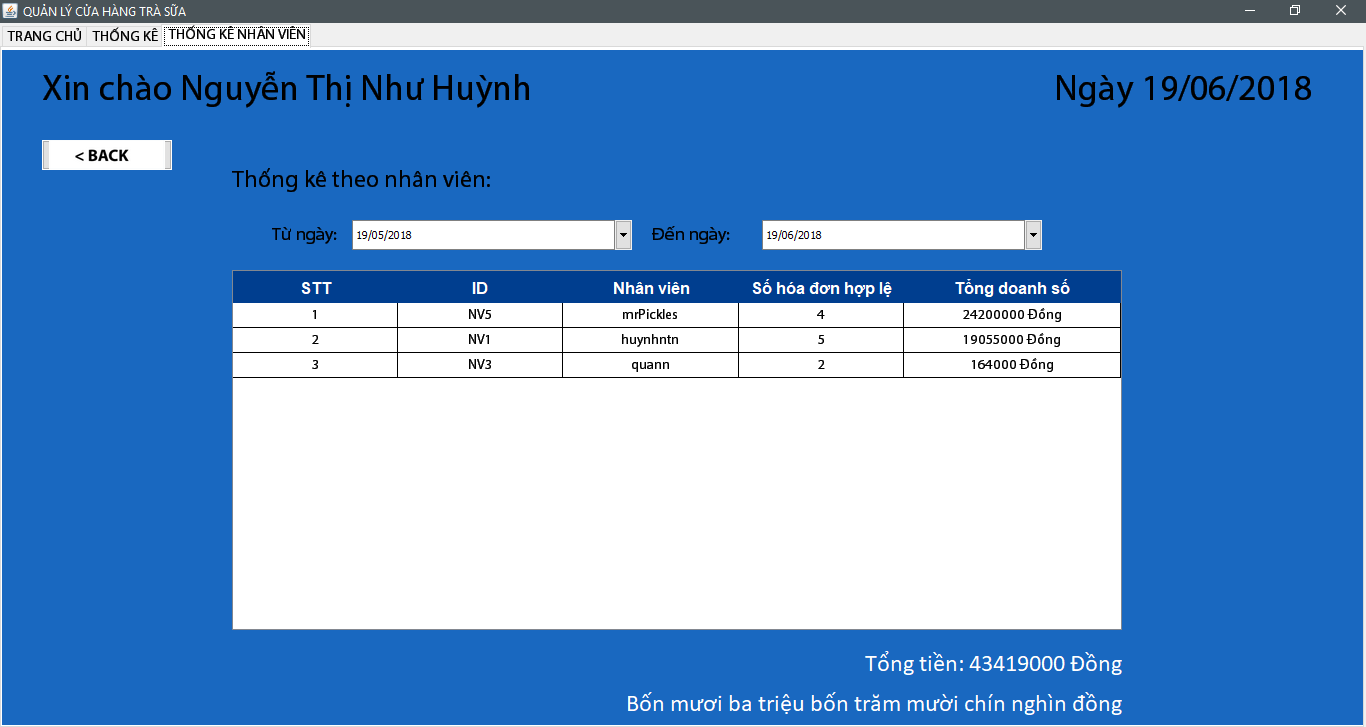 QUẢN LÝ CỬA HÀNG TRÀ SỮA
TRANG CHỦ THỐNG KÊ THỐNG KÊ NHÂN VIÊN
Xin chào Nguyễn Thị Như Huỳnh Ngày 19/06/2018
< BACK
Thống kê theo nhân viên:
Từ ngày: 19/05/2018 Đến ngày: 19/06/2018
STT ID Nhân viên Số hóa đơn hợp lệ Tổng doanh số
1 NV5 mrPickles 4 24200000 Đồng
2 NV1 huynhntn 5 19055000 Đồng
3 NV3 quann 2 164000 Đồng
Tổng tiền: 43419000 Đồng
Bốn mươi ba triệu bốn trăm mười chín nghìn đồng